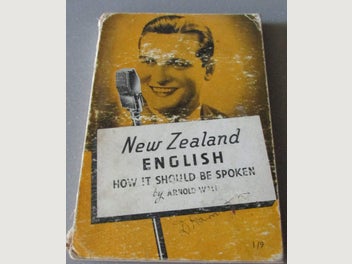 New Zealand
ENGLISH
HOW IT SHOULD BE SPOKEN
by ARNOLD WALL
1/9